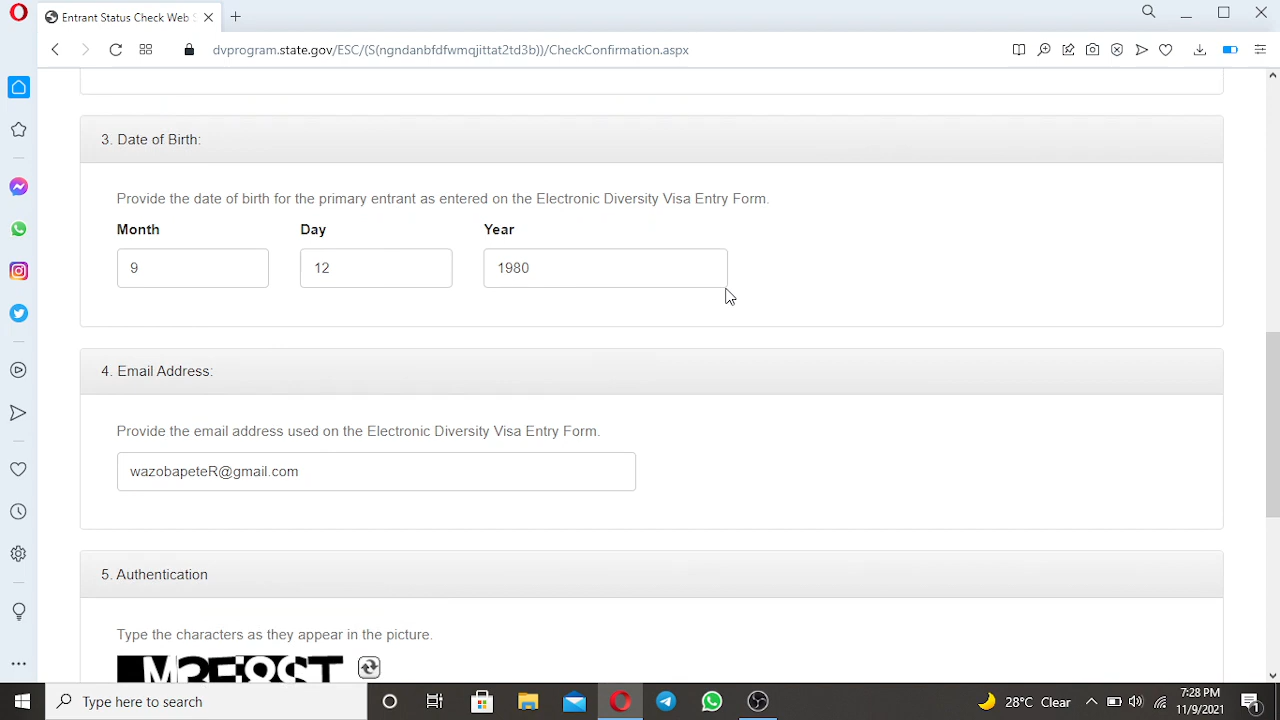 Entrant Status Check Web S
dvprogram.state.gov/ESC/(S(ngndanbfdfwmqjittat2td3b))/CheckConfirmation.aspx
3. Date of Birth:
Provide the date of birth for the primary entrant as entered on the Electronic Diversity Visa Entry Form.
Month Day Year
9 12 1980
4. Email Address:
Provide the email address used on the Electronic Diversity Visa Entry Form.
wazobapeteR@gmail.com
5. Authentication
Type the characters as they appear in the picture.
Type here to search
28°C Clear
7:28 PM
11/9/2021
1